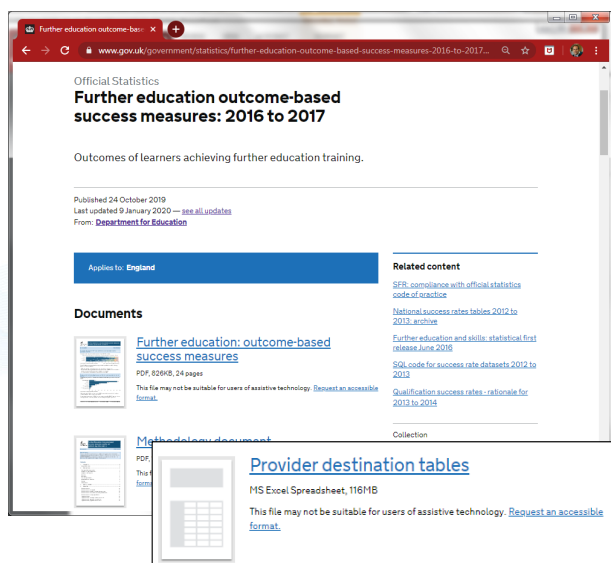 Further education outcome-base
www.gov.uk/government/statistics/further-education-outcome-based-success-measures-2016-to-2017...
Official Statistics
Further education outcome-based
success measures: 2016 to 2017
Outcomes of learners achieving further education training.
Published 24 October 2019
Last updated 9 January 2020 — see all updates
From: Department for Education
Applies to: England
Documents
Further education: outcome-based
success measures
PDF, 826KB, 24 pages
This file may not be suitable for users of assistive technology. Request an accessible
format.
Methodology document
PDF,
This f
forma
Related content
SFR: compliance with official statistics
code of practice
National success rates tables 2012 to
2013: archive
Further education and skills: statistical first
release June 2016
SQL code for success rate datasets 2012 to
2013
Qualification success rates - rationale for
2013 to 2014
Collection
Provider destination tables
MS Excel Spreadsheet, 116MB
This file may not be suitable for users of assistive technology. Request an accessible
format.